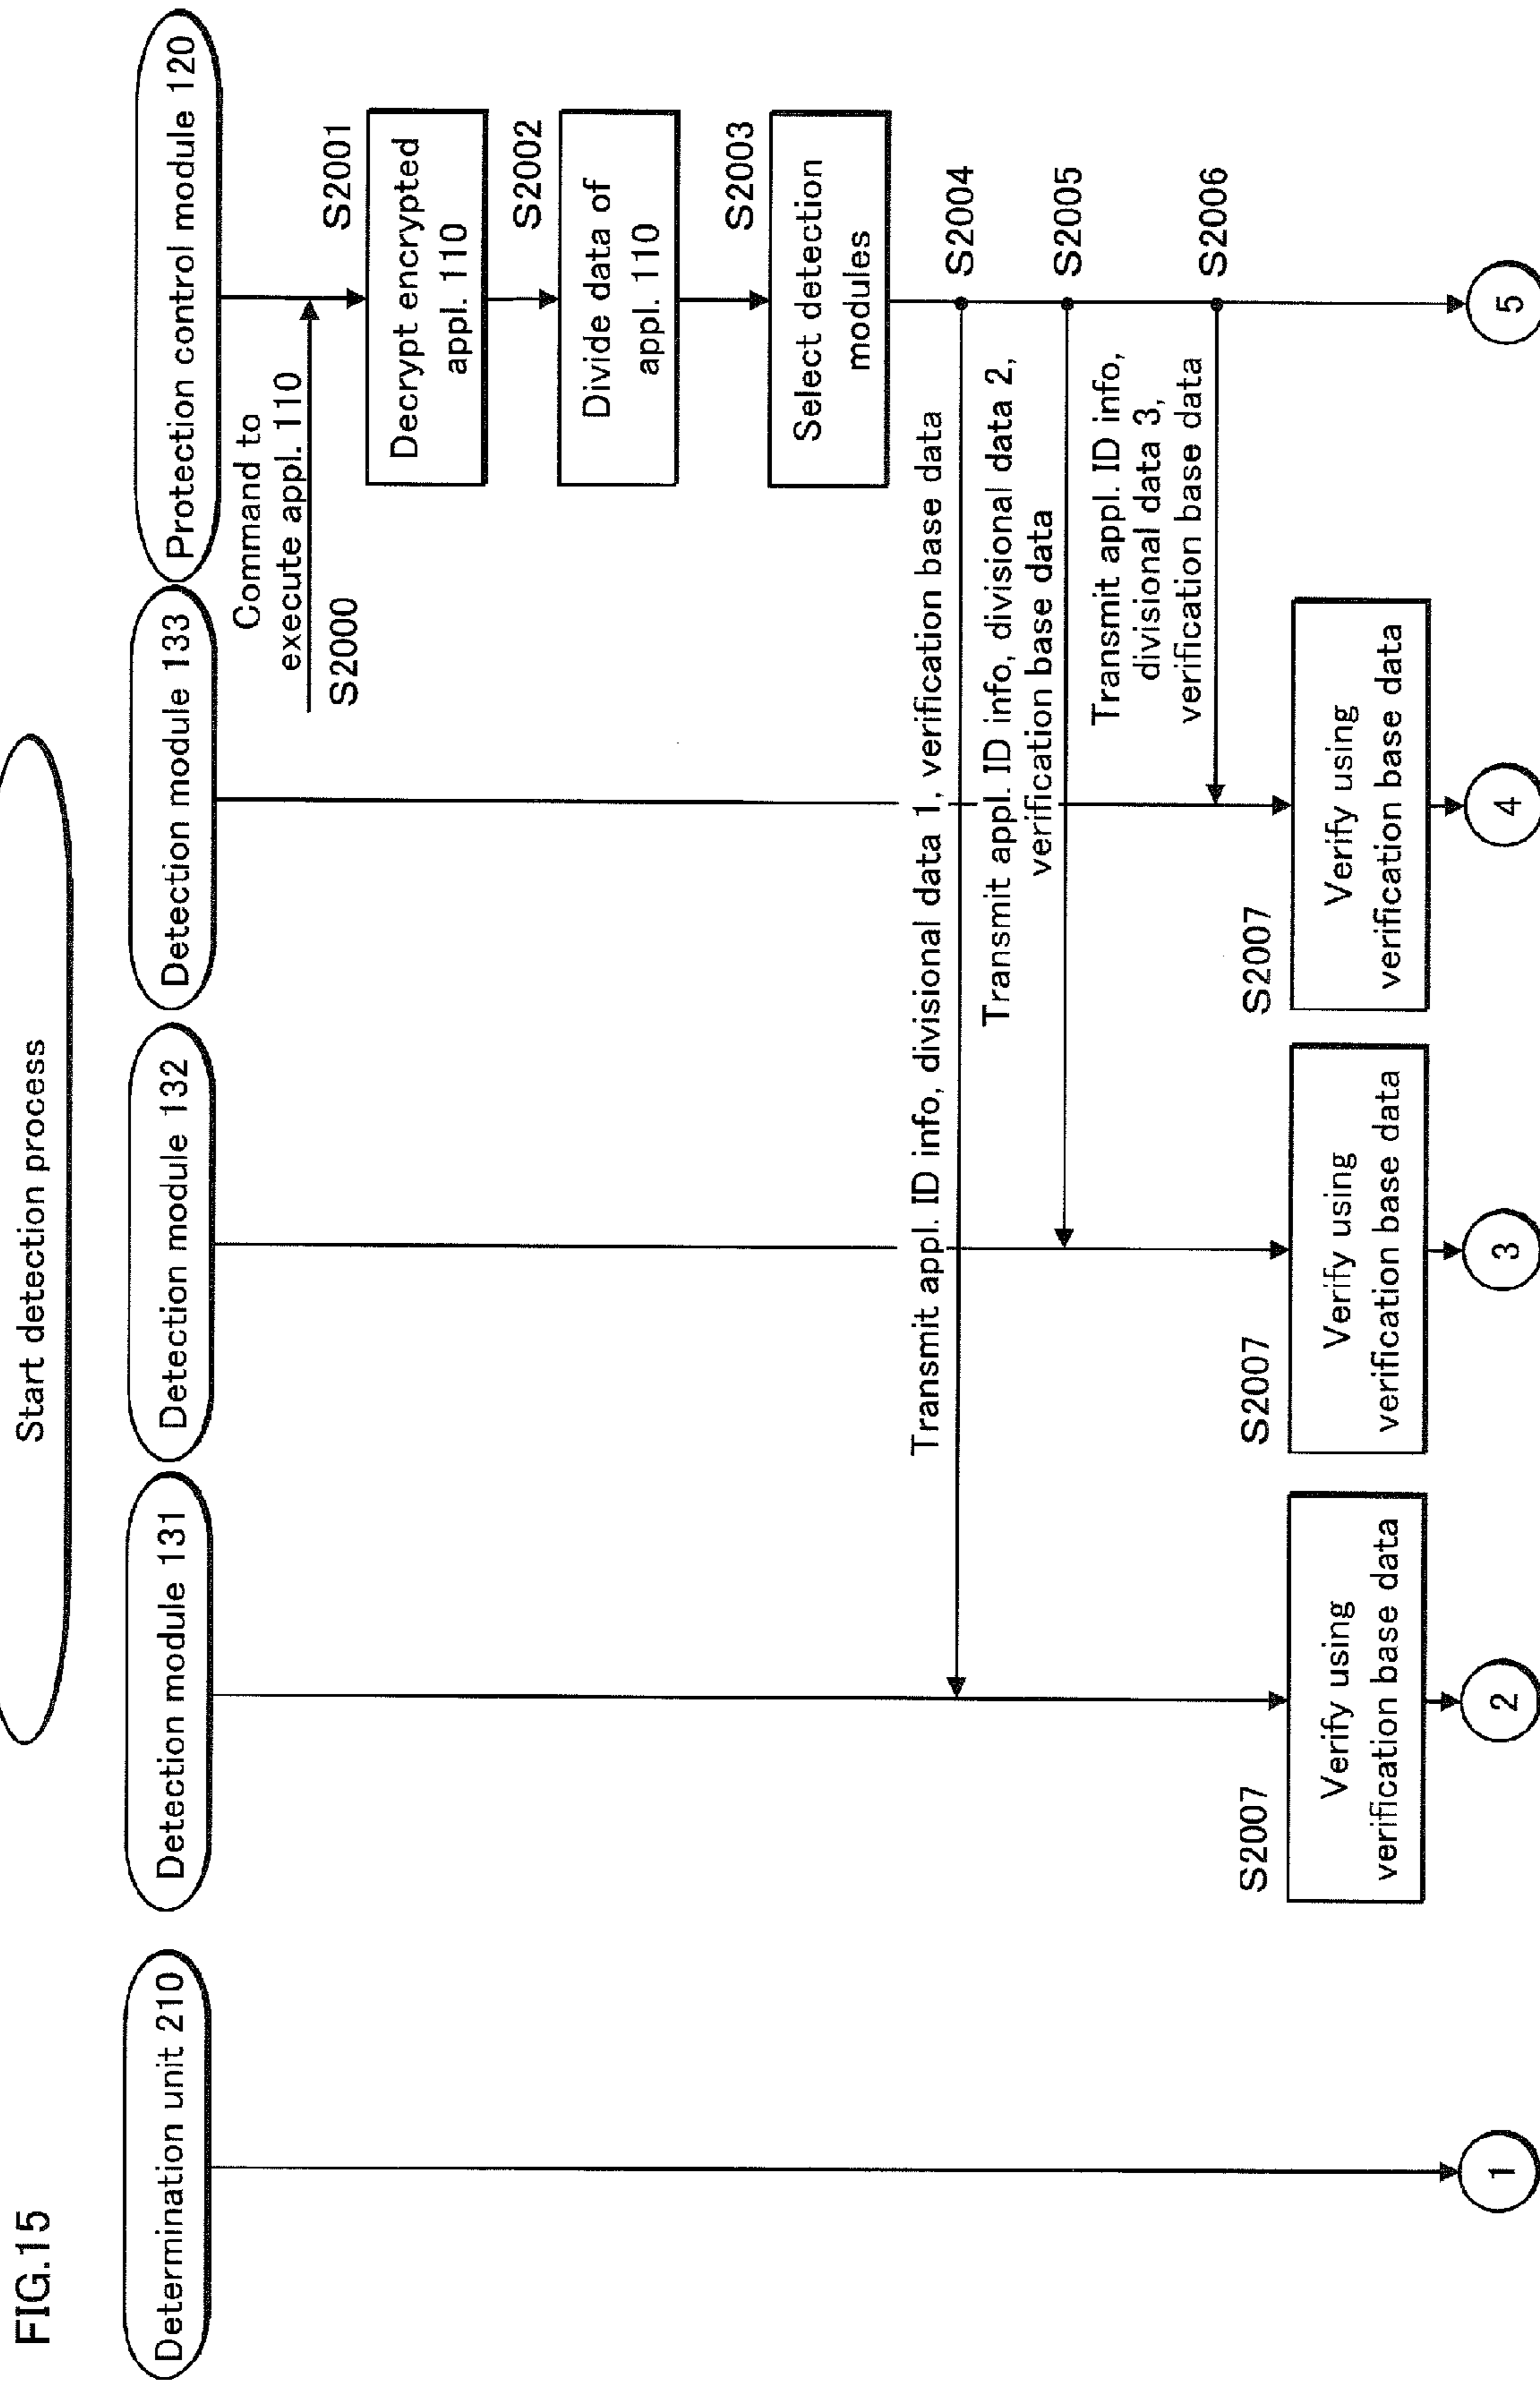 FIG.15
Start detection process
Determination unit 210
Detection module 131
Detection module 132
Detection module 133
Protection control module 120
Command to
execute appl. 110
S2000
S2001
Decrypt encrypted
appl. 110
S2002
Divide data of
appl. 110
S2003
Select detection
modules
Transmit appl. ID info, divisional data 1, verification base data
S2004
Transmit appl. ID info, divisional data 2,
verification base data
S2005
Transmit appl. ID info,
divisional data 3,
verification base data
S2006
S2007
Verify using
verification base data
S2007
Verify using
verification base data
S2007
Verify using
verification base data
1
2
3
4
5